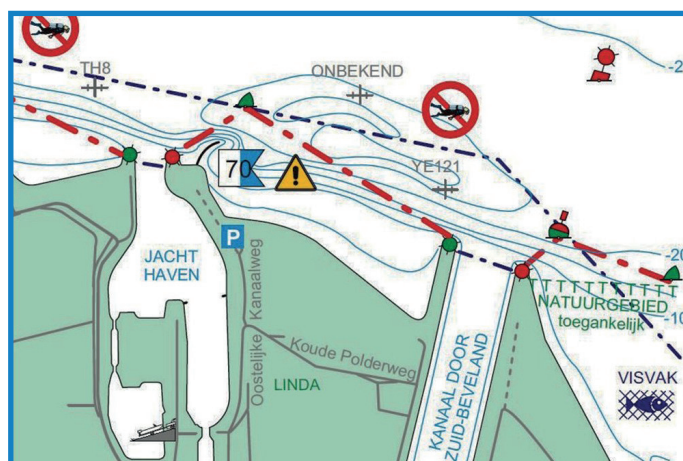 TH8
ONBEKEND
-2
70
YE121
P
JACHT
HAVEN
Oostelijke Kanaalweg
Koude Polderweg
LINDA
KANAAL DOOR
ZUID-BEVELAND
-20
T T T T T T T T T T T
NATUURGEBIED
toegankelijk
-10
VISVAK